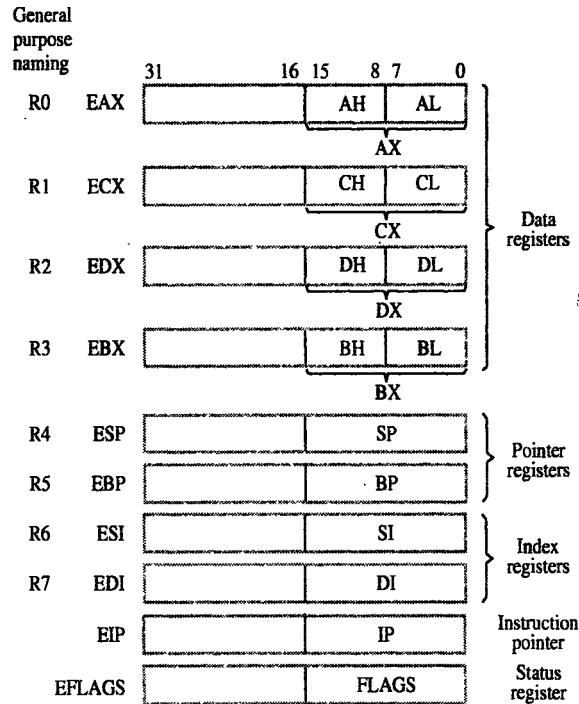 General
purpose
naming
31 16 15 8 7 0
R0 EAX AH AL
AX
R1 ECX CH CL
CX
Data
registers
R2 EDX DH DL
DX
R3 EBX BH BL
BX
R4 ESP SP
Pointer
registers
R5 EBP BP
R6 ESI SI
Index
registers
R7 EDI DI
EIP IP
Instruction
pointer
EFLAGS FLAGS
Status
register